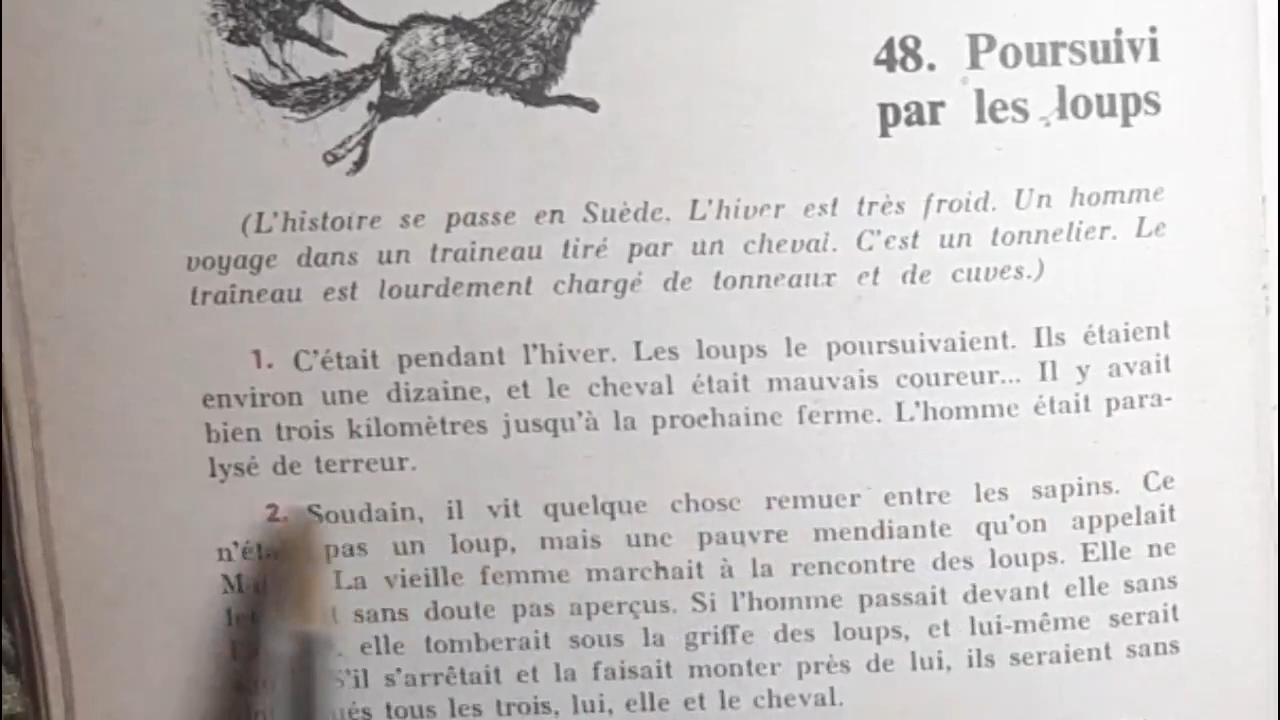 48. Poursuivi
par les loups
(L'histoire se passe en Suède. L'hiver est très froid. Un homme
voyage dans un traineau tiré par un cheval. C'est un tonnelier. Le
traîneau est lourdement chargé de tonneaux et de cuves.)
1. C'était pendant l'hiver. Les loups le poursuivaient. Ils étaient
environ une dizaine, et le cheval était mauvais coureur... Il y avait
bien trois kilomètres jusqu'à la prochaine ferme. L'homme était para-
lysé de terreur.
2. Soudain, il vit quelque chose remuer entre les sapins. Ce
pas un loup, mais une pauvre mendiante qu'on appelait
La vieille femme marchait à la rencontre des loups. Elle ne
sans doute pas aperçus. Si l'homme passait devant elle sans
elle tomberait sous la griffe des loups, et lui-même serait
S'il s'arrêtait et la faisait monter près de lui, ils seraient sans
tous les trois, lui, elle et le cheval.